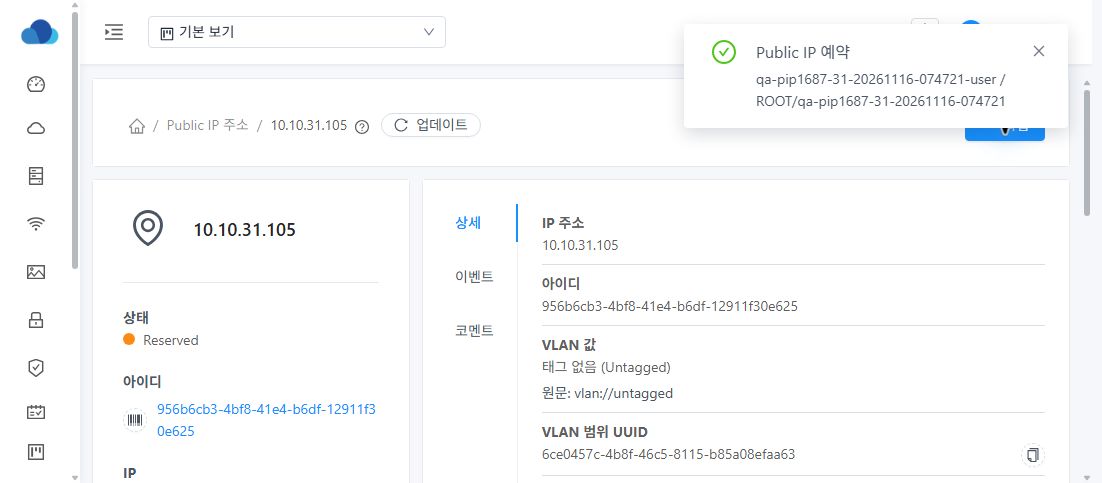 기본 보기
Public IP 예약
qa-pip1687-31-20261116-074721-user /
ROOT/qa-pip1687-31-20261116-074721
/ Public IP 주소 / 10.10.31.105
업데이트
10.10.31.105
상태
Reserved
아이디
956b6cb3-4bf8-41e4-b6df-12911f3
0e625
IP
상세
이벤트
코멘트
IP 주소
10.10.31.105
아이디
956b6cb3-4bf8-41e4-b6df-12911f30e625
VLAN 값
태그 없음 (Untagged)
원문: vlan://untagged
VLAN 범위 UUID
6ce0457c-4b8f-46c5-8115-b85a08efaa63